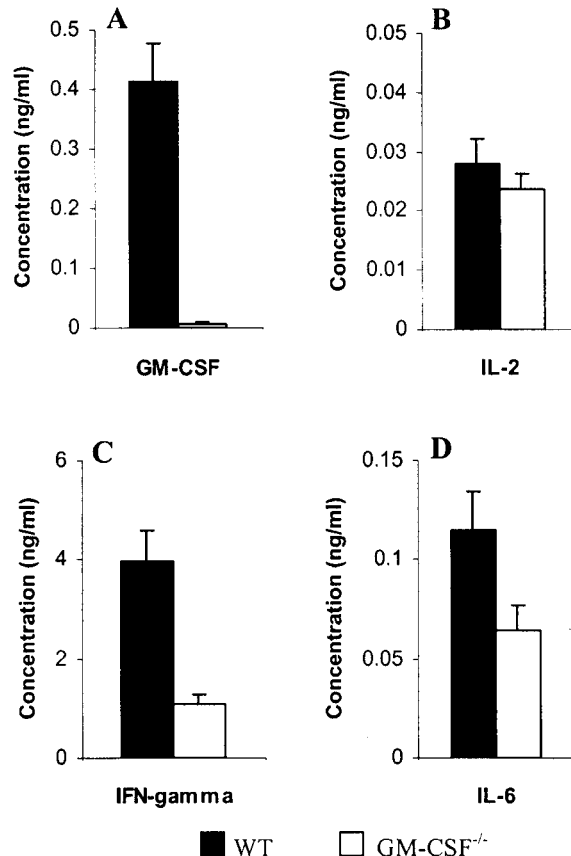 A
Concentration (ng/ml)
0.5
0.4
0.3
0.2
0.1
0
GM-CSF
B
Concentration (ng/ml)
0.05
0.04
0.03
0.02
0.01
0
IL-2
C
Concentration (ng/ml)
6
4
2
0
IFN-gamma
D
Concentration (ng/ml)
0.15
0.1
0.05
0
IL-6
WT
GM-CSF-/-